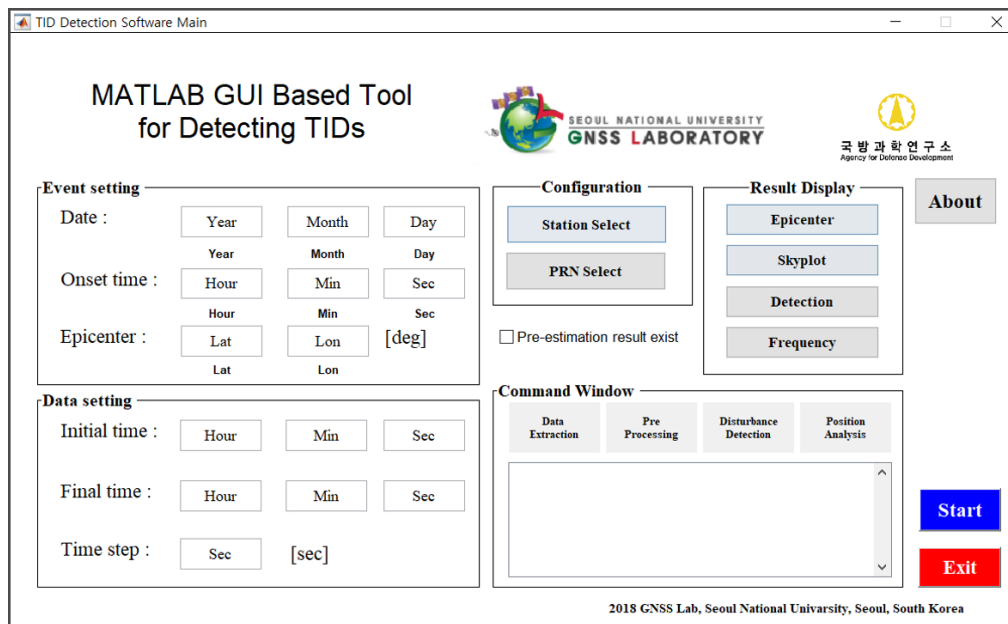 TID Detection Software Main
MATLAB GUI Based Tool
for Detecting TIDs
SEOUL NATIONAL UNIVERSITY
GNSS LABORATORY
국방과학연구소
Agency for Defense Development
Event setting
Date :
Year
Month
Day
Year
Month
Day
Onset time :
Hour
Min
Sec
Hour
Min
Sec
Epicenter :
Lat
Lon
[deg]
Lat
Lon
Data setting
Initial time :
Hour
Min
Sec
Final time :
Hour
Min
Sec
Time step :
Sec
[sec]
Configuration
Station Select
PRN Select
Pre-estimation result exist
Result Display
Epicenter
Skyplot
Detection
Frequency
About
Command Window
Data
Extraction
Pre
Processing
Disturbance
Detection
Position
Analysis
Start
Exit
2018 GNSS Lab, Seoul National Univarsity, Seoul, South Korea